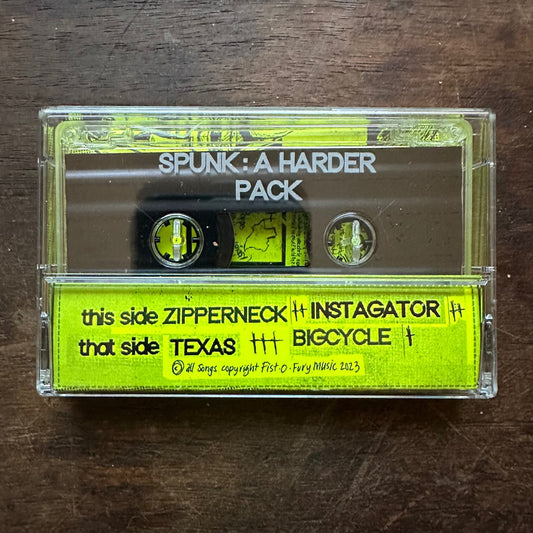 SPUNK : A HARDER
PACK
this side ZIPPERNECK INSTAGATOR
that side TEXAS BIGCYCLE
© all songs copyright Fist-O-Fury Music 2023